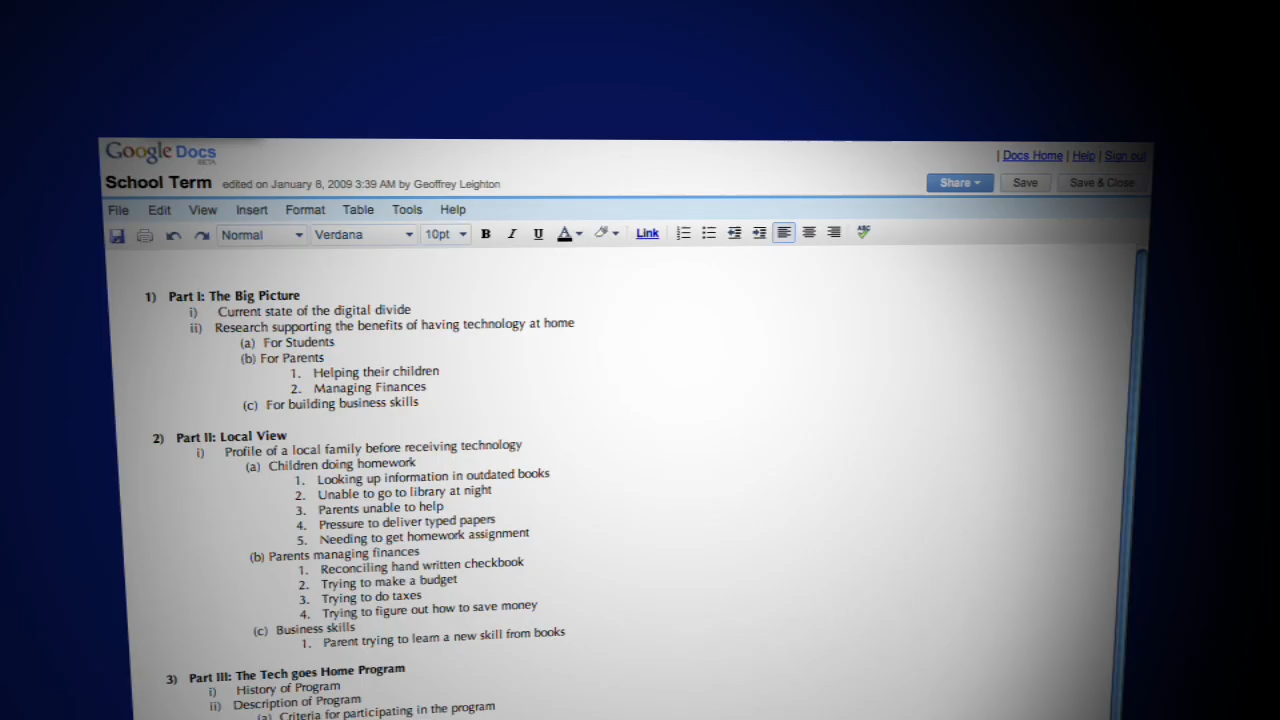 Google Docs
BETA
| Docs Home | Help | Sign out
School Term edited on January 8, 2009 3:39 AM by Geoffrey Leighton
Share Save Save & Close
File Edit View Insert Format Table Tools Help
Normal Verdana 10pt B I U A Link ABC
1) Part I: The Big Picture
i) Current state of the digital divide
ii) Research supporting the benefits of having technology at home
(a) For Students
(b) For Parents
1. Helping their children
2. Managing Finances
(c) For building business skills
2) Part II: Local View
i) Profile of a local family before receiving technology
(a) Children doing homework
1. Looking up information in outdated books
2. Unable to go to library at night
3. Parents unable to help
4. Pressure to deliver typed papers
5. Needing to get homework assignment
(b) Parents managing finances
1. Reconciling hand written checkbook
2. Trying to make a budget
3. Trying to do taxes
4. Trying to figure out how to save money
(c) Business skills
1. Parent trying to learn a new skill from books
3) Part III: The Tech goes Home Program
i) History of Program
ii) Description of Program
(a) Criteria for participating in the program